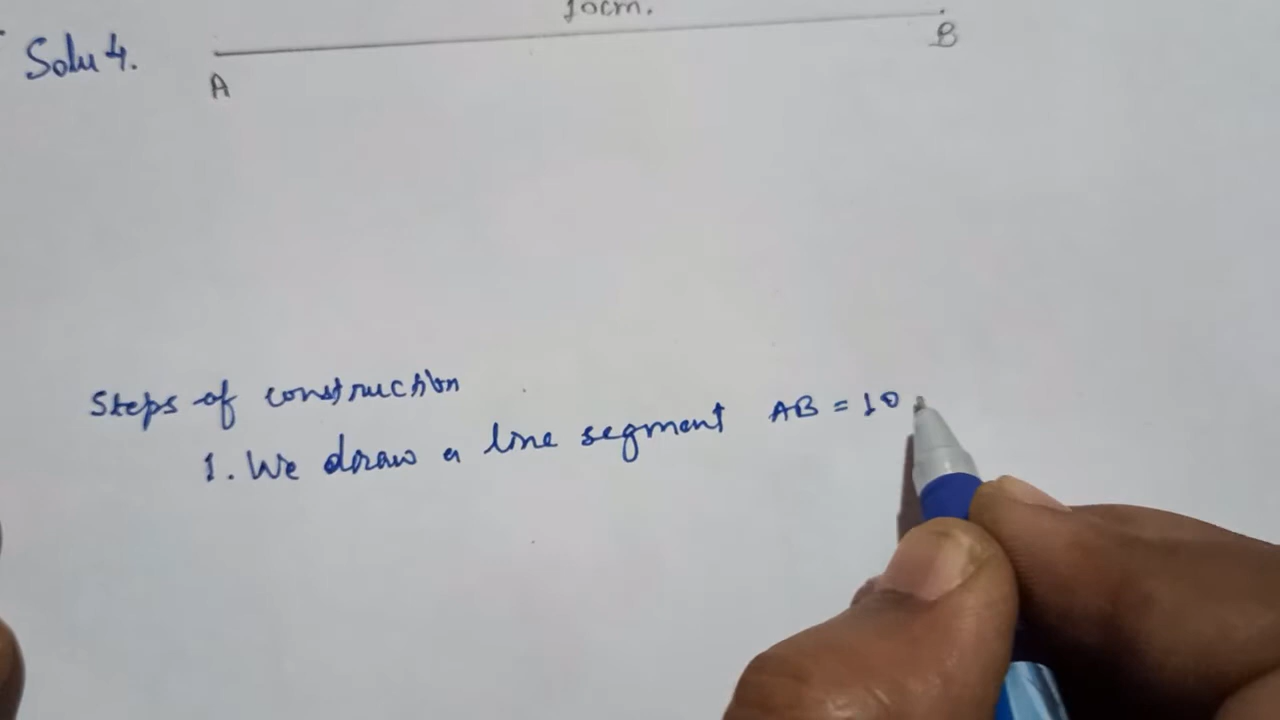 10cm.
Solu 4.
A
B
Steps of construction
1. We draw a line segment AB = 10